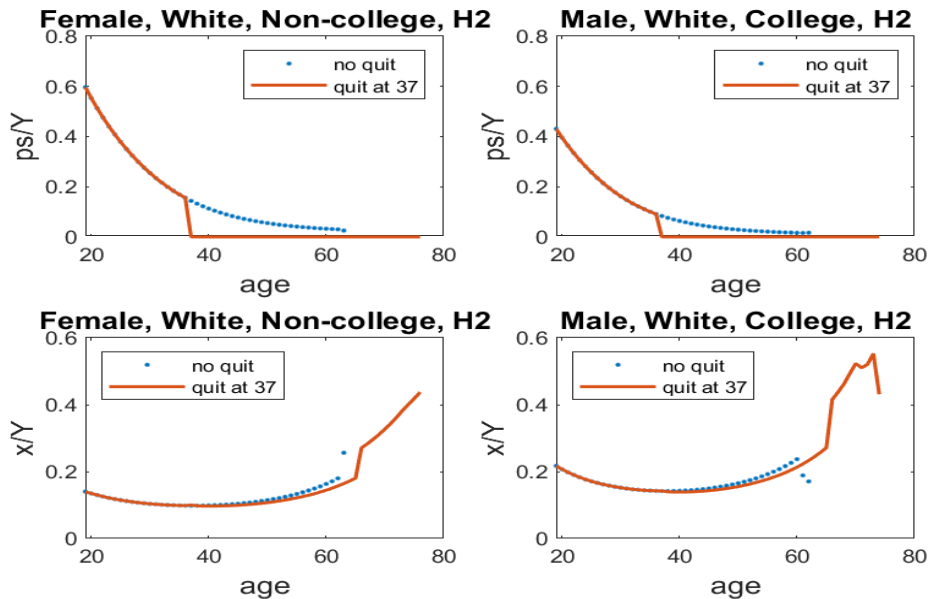 Female, White, Non-college, H2
0.8
0.6
0.4
0.2
0
ps/Y
no quit
quit at 37
20 40 60 80
age
Male, White, College, H2
0.8
0.6
0.4
0.2
0
ps/Y
no quit
quit at 37
20 40 60 80
age
Female, White, Non-college, H2
0.6
0.4
0.2
0
x/Y
no quit
quit at 37
20 40 60 80
age
Male, White, College, H2
0.6
0.4
0.2
0
x/Y
no quit
quit at 37
20 40 60 80
age